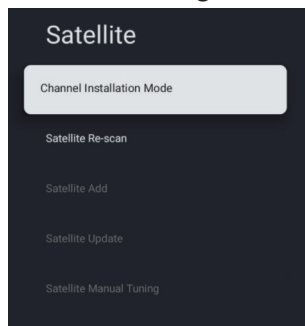 Satellite
Channel Installation Mode
Satellite Re-scan
Satellite Add
Satellite Update
Satellite Manual Tuning